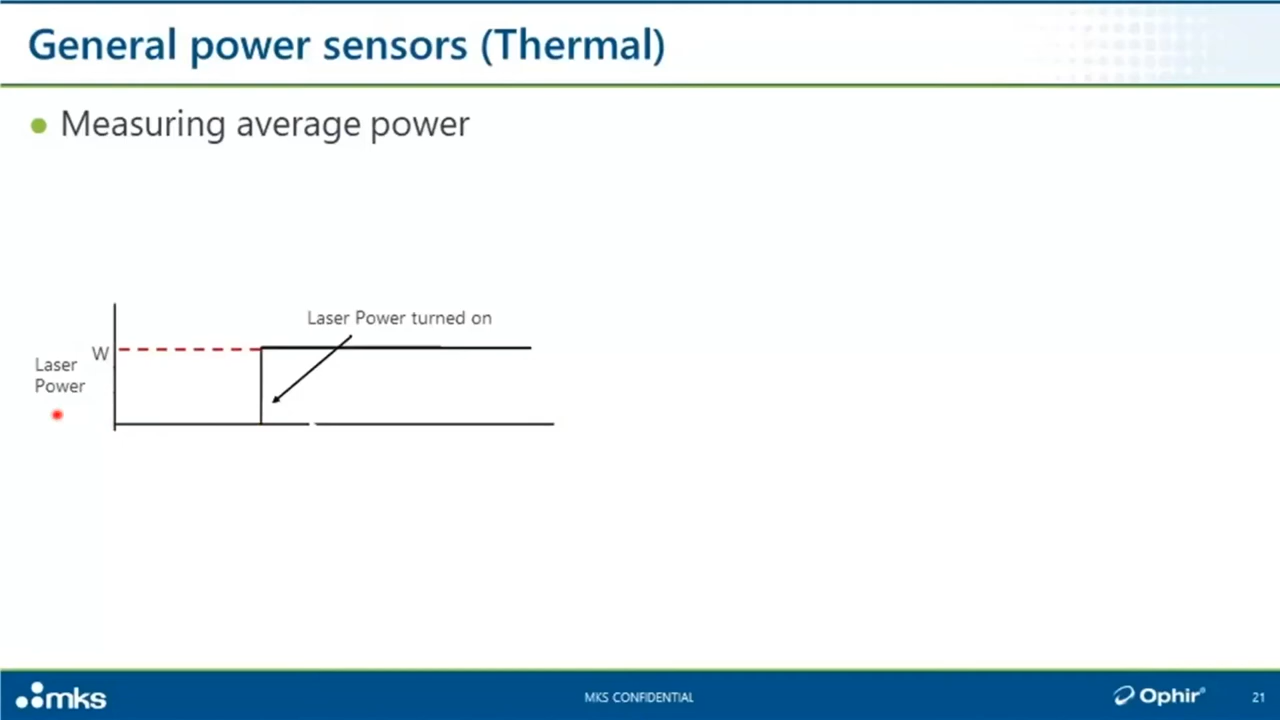 General power sensors (Thermal)
Measuring average power
Laser Power turned on
W
Laser
Power
mks
MKS CONFIDENTIAL
Ophir®
21